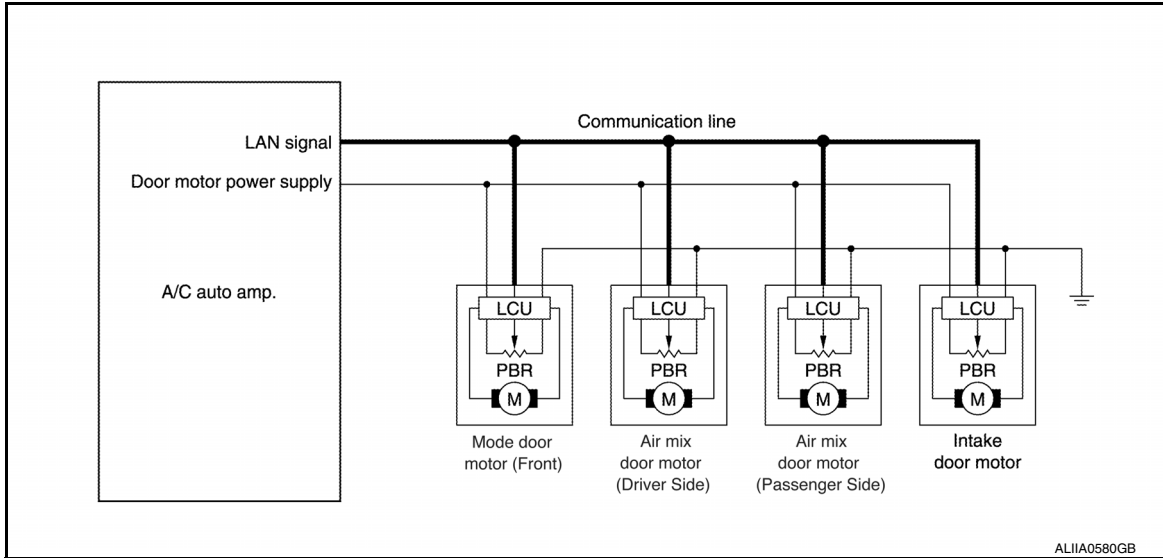 Communication line
LAN signal
Door motor power supply
A/C auto amp.
LCU
LCU
LCU
LCU
PBR
PBR
PBR
PBR
M
M
M
M
Mode door
motor (Front)
Air mix
door motor
(Driver Side)
Air mix
door motor
(Passenger Side)
Intake
door motor
ALIIA0580GB